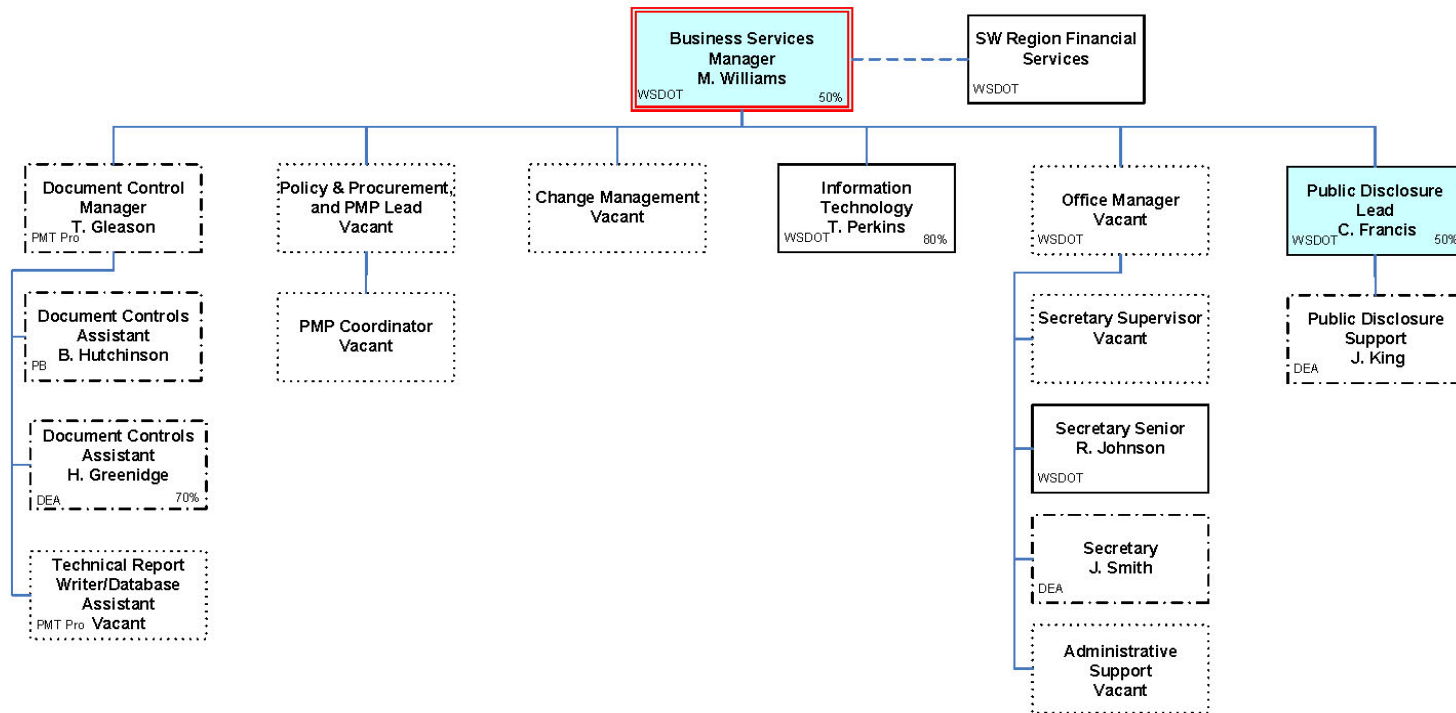 Business Services
Manager
M. Williams
WSDOT 50%
SW Region Financial
Services
WSDOT
Document Control
Manager
T. Gleason
PMT Pro
Policy & Procurement,
and PMP Lead
Vacant
Change Management
Vacant
Information
Technology
T. Perkins
WSDOT 80%
Office Manager
Vacant
WSDOT
Public Disclosure
Lead
C. Francis
WSDOT 50%
Document Controls
Assistant
B. Hutchinson
PB
PMP Coordinator
Vacant
Secretary Supervisor
Vacant
Public Disclosure
Support
J. King
DEA
Document Controls
Assistant
H. Greenidge
DEA 70%
Secretary Senior
R. Johnson
WSDOT
Technical Report
Writer/Database
Assistant
PMT Pro Vacant
Secretary
J. Smith
DEA
Administrative
Support
Vacant